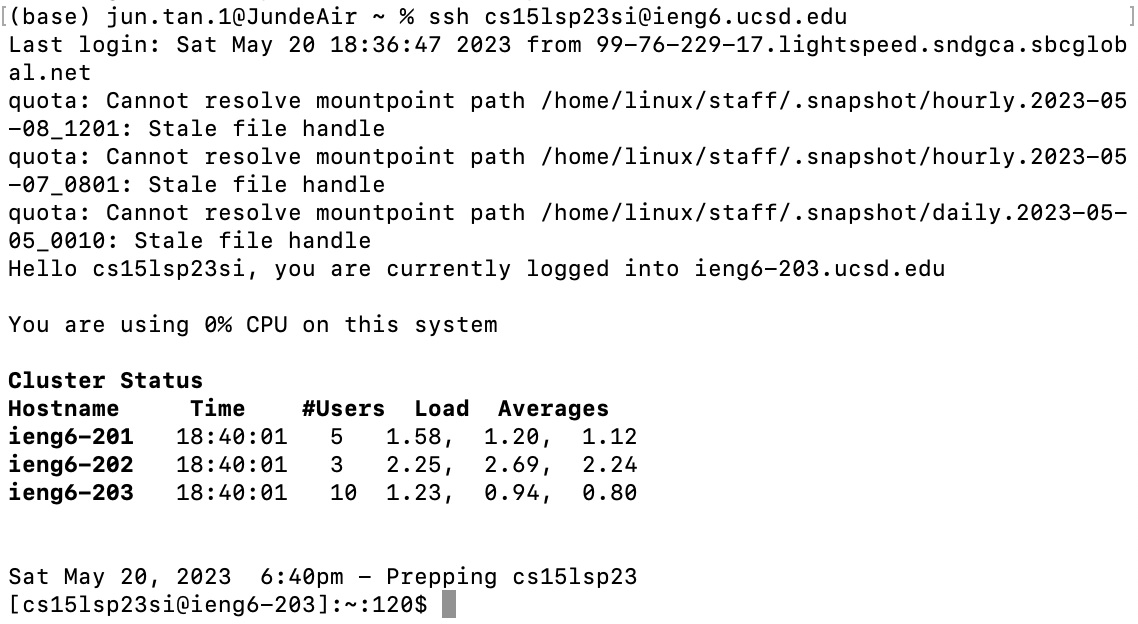 [(base) jun.tan.1@JundeAir ~ % ssh cs15lsp23si@ieng6.ucsd.edu ]
Last login: Sat May 20 18:36:47 2023 from 99-76-229-17.lightspeed.sndgca.sbcglob
al.net
quota: Cannot resolve mountpoint path /home/linux/staff/.snapshot/hourly.2023-05
-08_1201: Stale file handle
quota: Cannot resolve mountpoint path /home/linux/staff/.snapshot/hourly.2023-05
-07_0801: Stale file handle
quota: Cannot resolve mountpoint path /home/linux/staff/.snapshot/daily.2023-05-
05_0010: Stale file handle
Hello cs15lsp23si, you are currently logged into ieng6-203.ucsd.edu
You are using 0% CPU on this system
Cluster Status
Hostname Time #Users Load Averages
ieng6-201 18:40:01 5 1.58, 1.20, 1.12
ieng6-202 18:40:01 3 2.25, 2.69, 2.24
ieng6-203 18:40:01 10 1.23, 0.94, 0.80
Sat May 20, 2023 6:40pm - Prepping cs15lsp23
[cs15lsp23si@ieng6-203]:~:120$